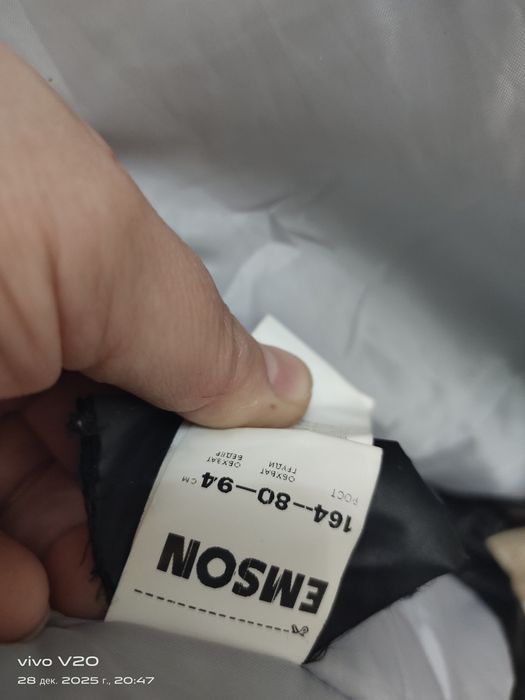 EMSON
164--80--94 см
РОСТ ОБХВАТ ОБХВАТ
ГРУДИ БЕДЕР
vivo V20
28 дек. 2025 г., 20:47